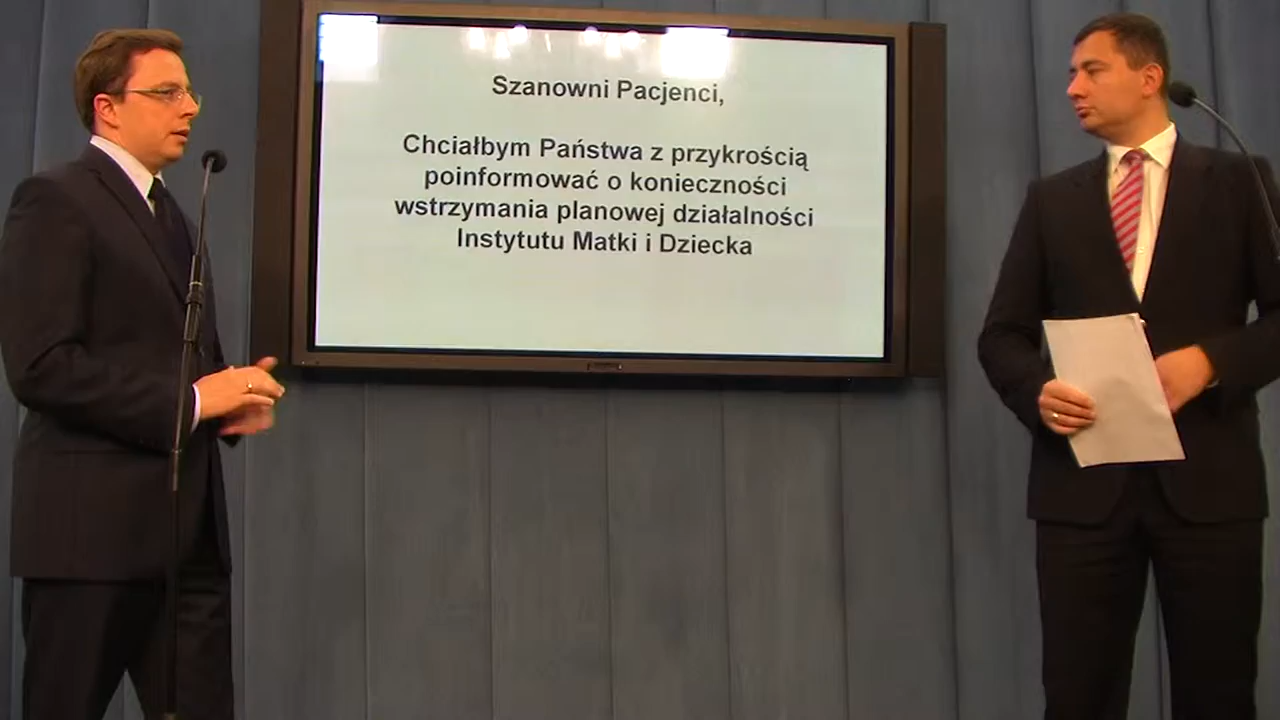 Szanowni Pacjenci,
Chciałbym Państwa z przykrością
poinformować o konieczności
wstrzymania planowej działalności
Instytutu Matki i Dziecka